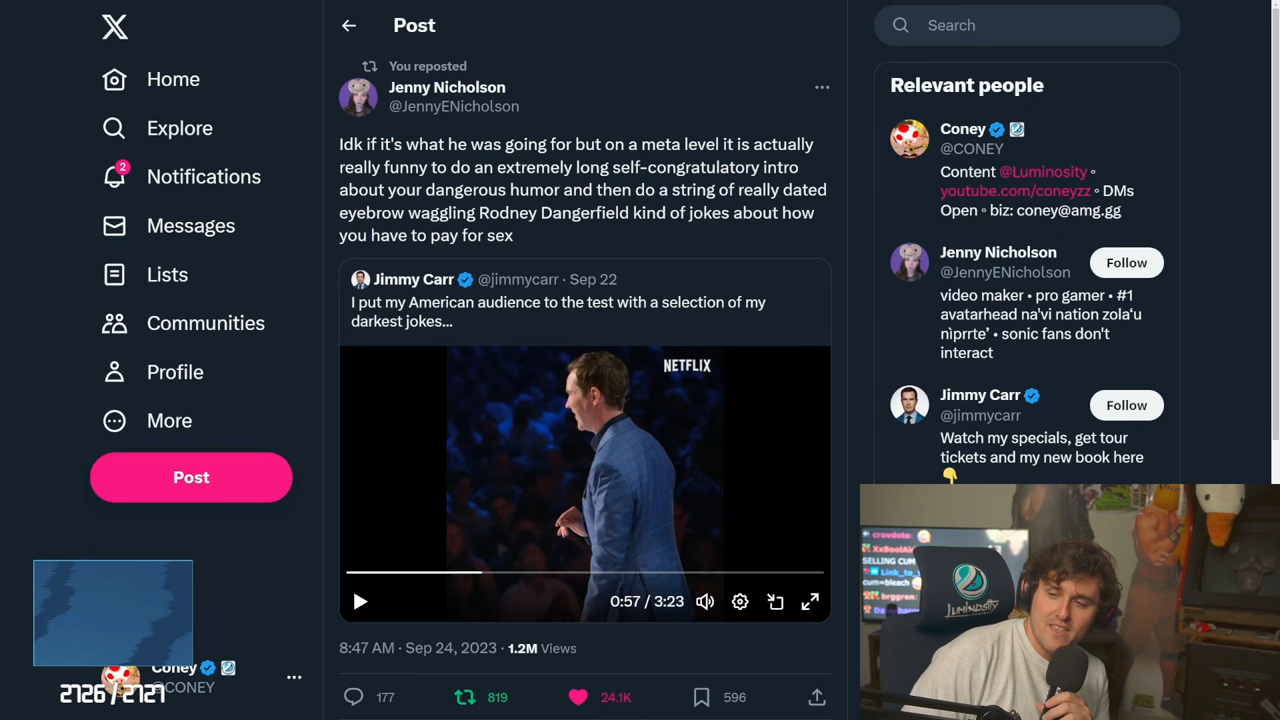 Home
Explore
2
Notifications
Messages
Lists
Communities
Profile
More
Post
Coney
@CONEY
2126 / 2121
Post
You reposted
Jenny Nicholson
@JennyENicholson
Idk if it's what he was going for but on a meta level it is actually
really funny to do an extremely long self-congratulatory intro
about your dangerous humor and then do a string of really dated
eyebrow waggling Rodney Dangerfield kind of jokes about how
you have to pay for sex
Jimmy Carr @jimmycarr · Sep 22
I put my American audience to the test with a selection of my
darkest jokes...
NETFLIX
0:57 / 3:23
8:47 AM · Sep 24, 2023 · 1.2M Views
177 819 24.1K 596
Search
Relevant people
Coney
@CONEY
Content @Luminosity ◦
youtube.com/coneyzz ◦ DMs
Open ◦ biz: coney@amg.gg
Jenny Nicholson
@JennyENicholson
Follow
video maker • pro gamer • #1
avatarhead na'vi nation zola'u
nìprrte' • sonic fans don't
interact
Jimmy Carr
@jimmycarr
Follow
Watch my specials, get tour
tickets and my new book here
crovdoto:
SELLING CUM
cum=bleach
brggren:
LUMINOSITY